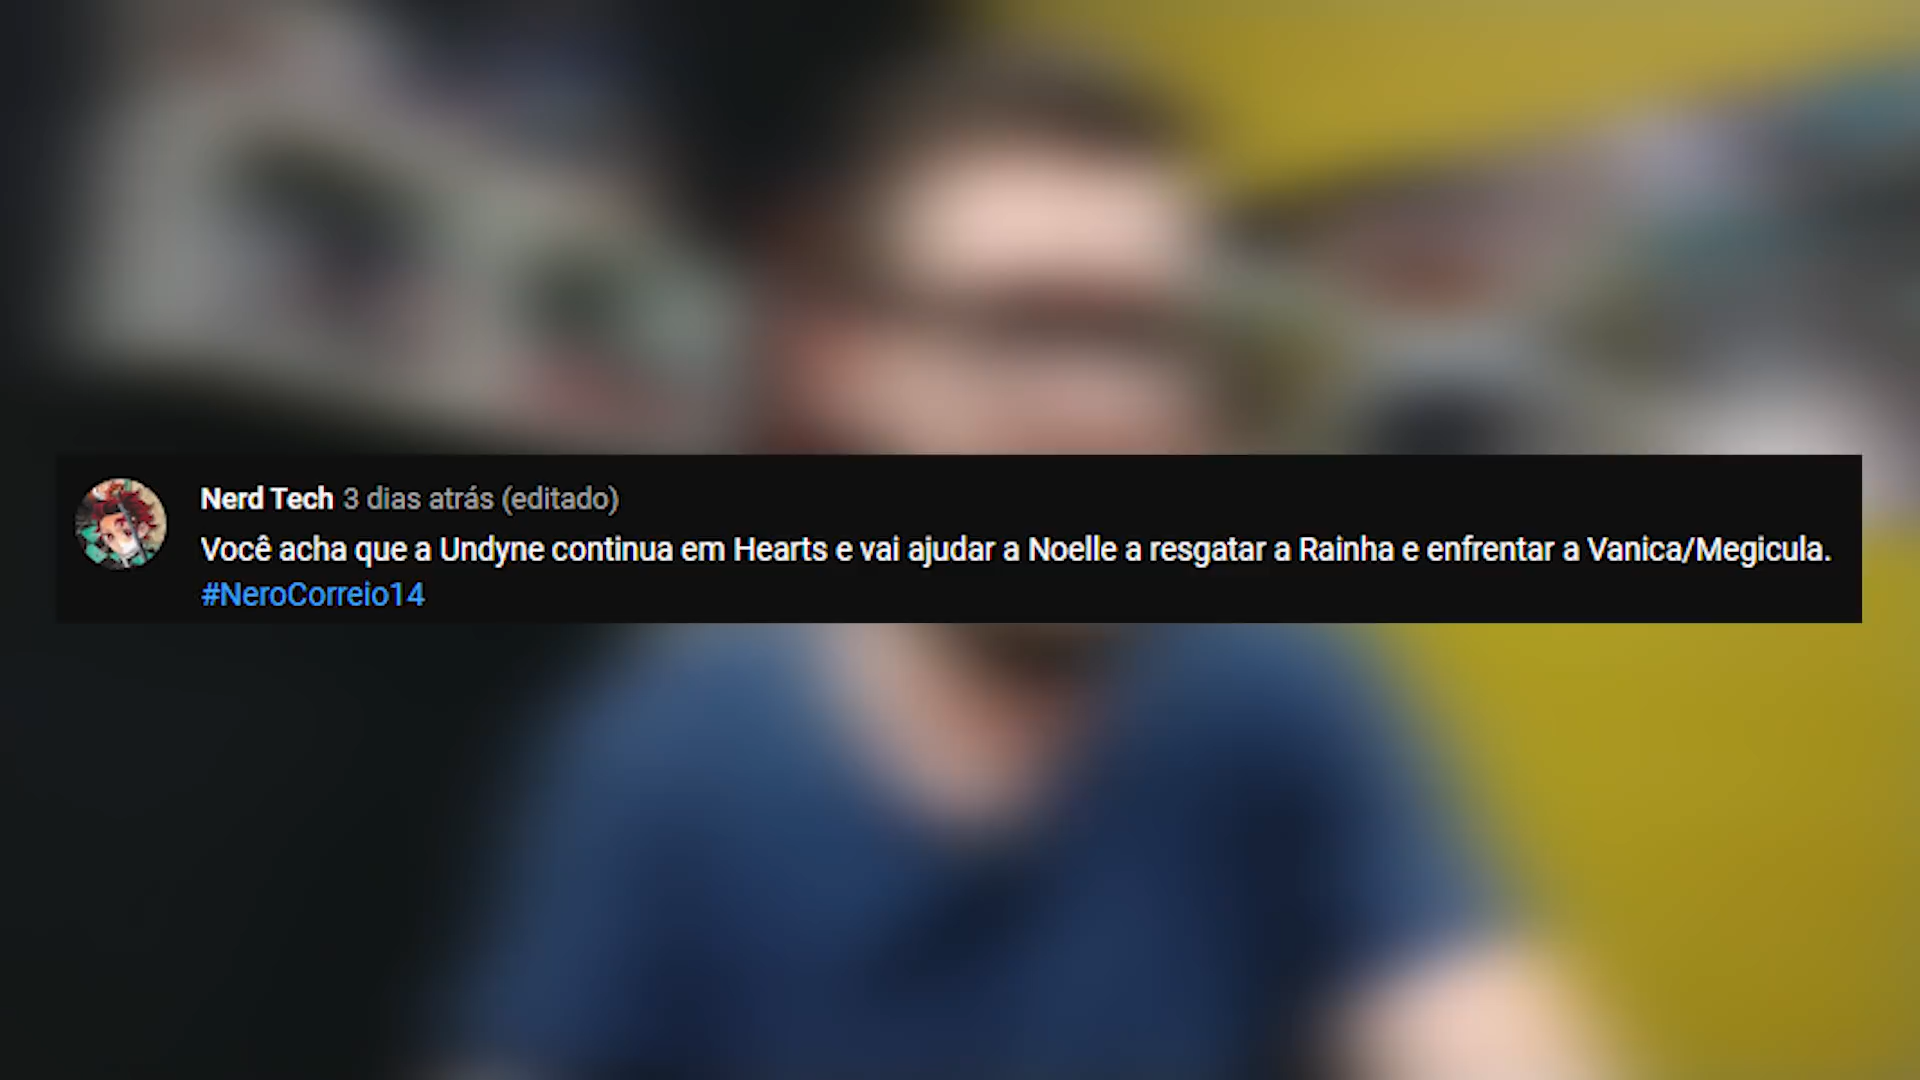 Nerd Tech 3 dias atrás (editado)
Você acha que a Undyne continua em Hearts e vai ajudar a Noelle a resgatar a Rainha e enfrentar a Vanica/Megicula.
#NeroCorreio14